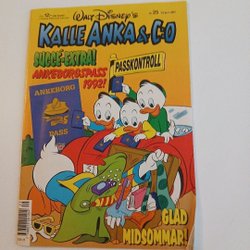 WALT DISNEY'S
KALLE ANKA & C:O
SUCCÉ-EXTRA!
ANKEBORGSPASS
1992!
PASSKONTROLL
ANKEBORG
PASS
GLAD
MIDSOMMAR!